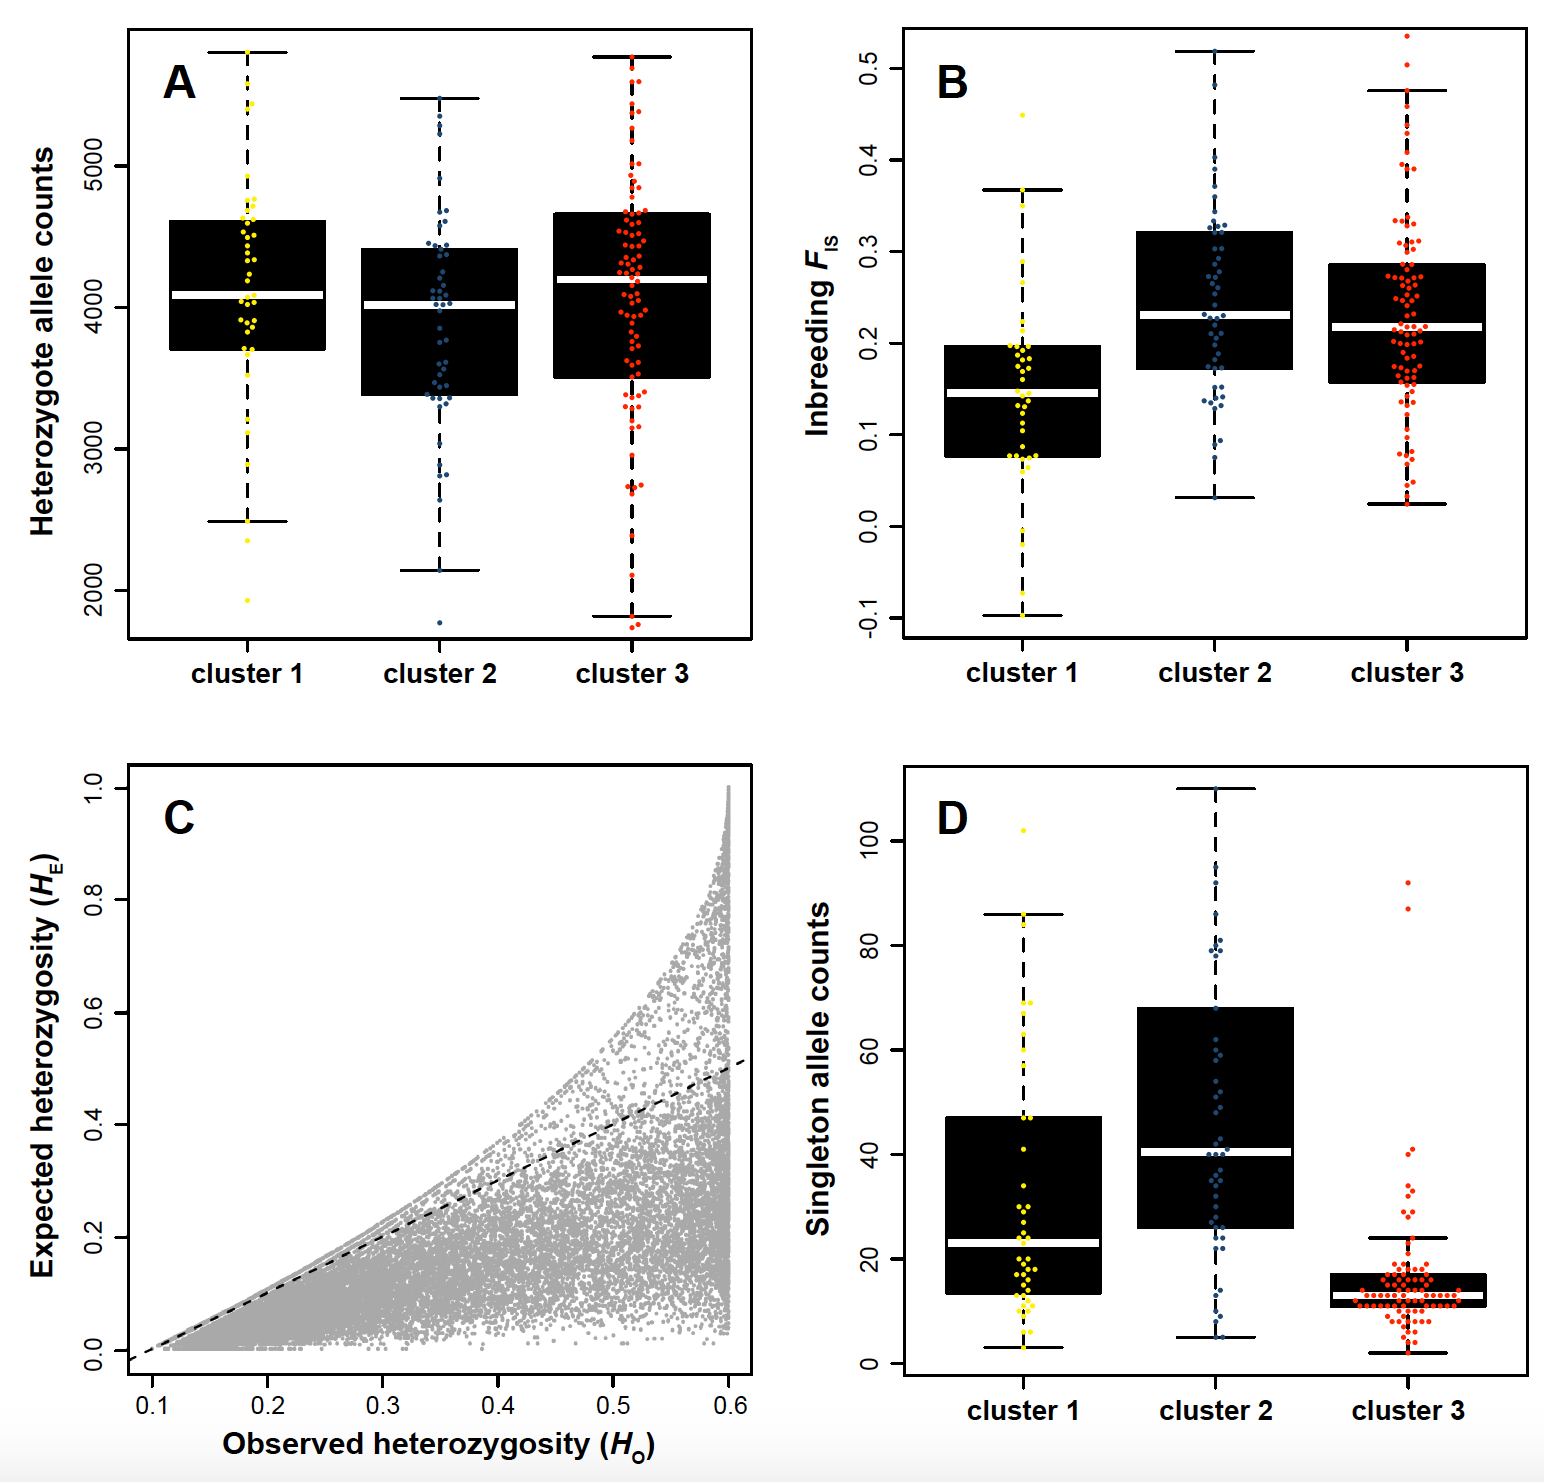 A
Heterozygote allele counts
5000
4000
3000
2000
cluster 1
cluster 2
cluster 3
B
Inbreeding FIS
0.5
0.4
0.3
0.2
0.1
0.0
-0.1
cluster 1
cluster 2
cluster 3
C
Expected heterozygosity (HE)
1.0
0.8
0.6
0.4
0.2
0.0
0.1
0.2
0.3
0.4
0.5
0.6
Observed heterozygosity (HO)
D
Singleton allele counts
100
80
60
40
20
0
cluster 1
cluster 2
cluster 3